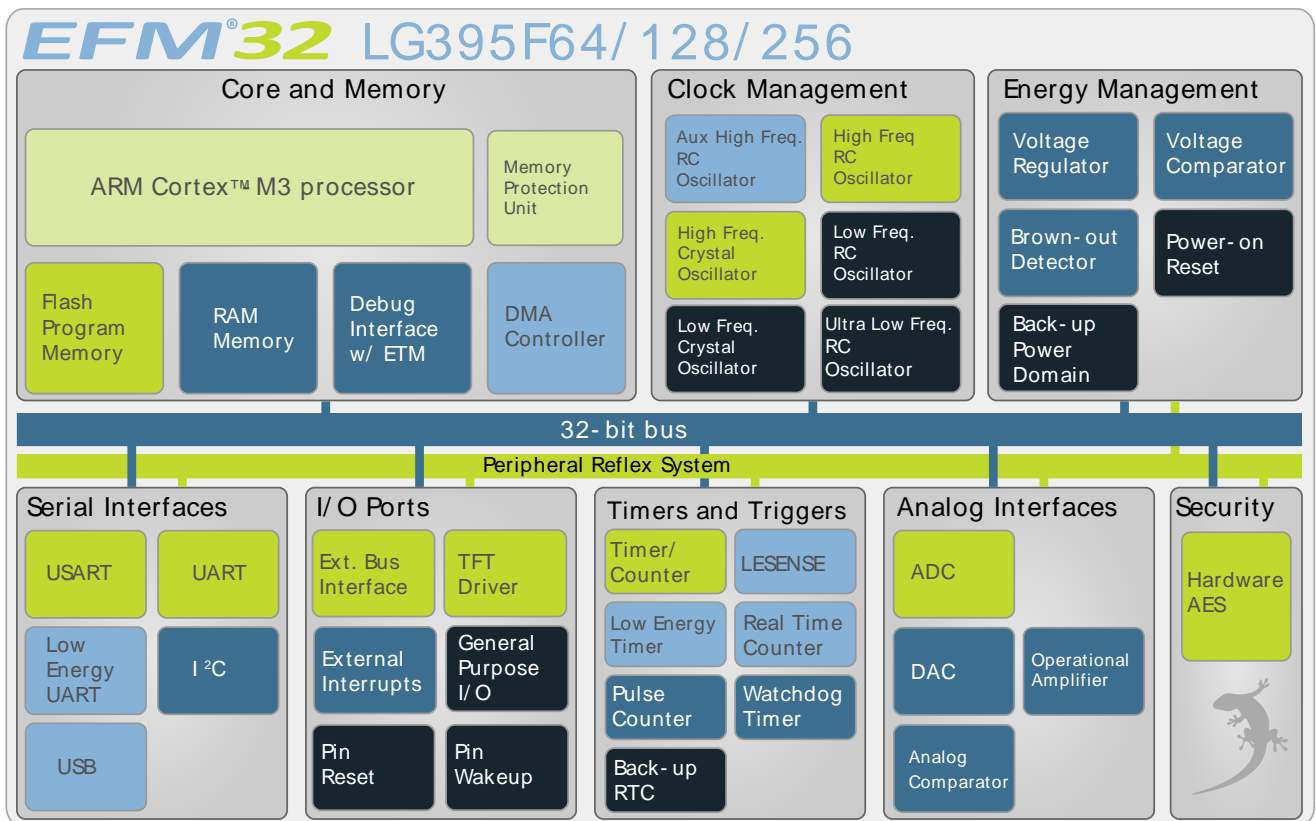 EFM®32 LG395F64/128/256
Core and Memory
ARM Cortex™ M3 processor
Memory
Protection
Unit
Flash
Program
Memory
RAM
Memory
Debug
Interface
w/ ETM
DMA
Controller
Clock Management
Aux High Freq.
RC
Oscillator
High Freq
RC
Oscillator
High Freq.
Crystal
Oscillator
Low Freq.
RC
Oscillator
Low Freq.
Crystal
Oscillator
Ultra Low Freq.
RC
Oscillator
Energy Management
Voltage
Regulator
Voltage
Comparator
Brown-out
Detector
Power-on
Reset
Back-up
Power
Domain
32-bit bus
Peripheral Reflex System
Serial Interfaces
USART
UART
Low
Energy
UART
I²C
USB
I/O Ports
Ext. Bus
Interface
TFT
Driver
External
Interrupts
General
Purpose
I/O
Pin
Reset
Pin
Wakeup
Timers and Triggers
Timer/
Counter
LESENSE
Low Energy
Timer
Real Time
Counter
Pulse
Counter
Watchdog
Timer
Back-up
RTC
Analog Interfaces
ADC
DAC
Operational
Amplifier
Analog
Comparator
Security
Hardware
AES